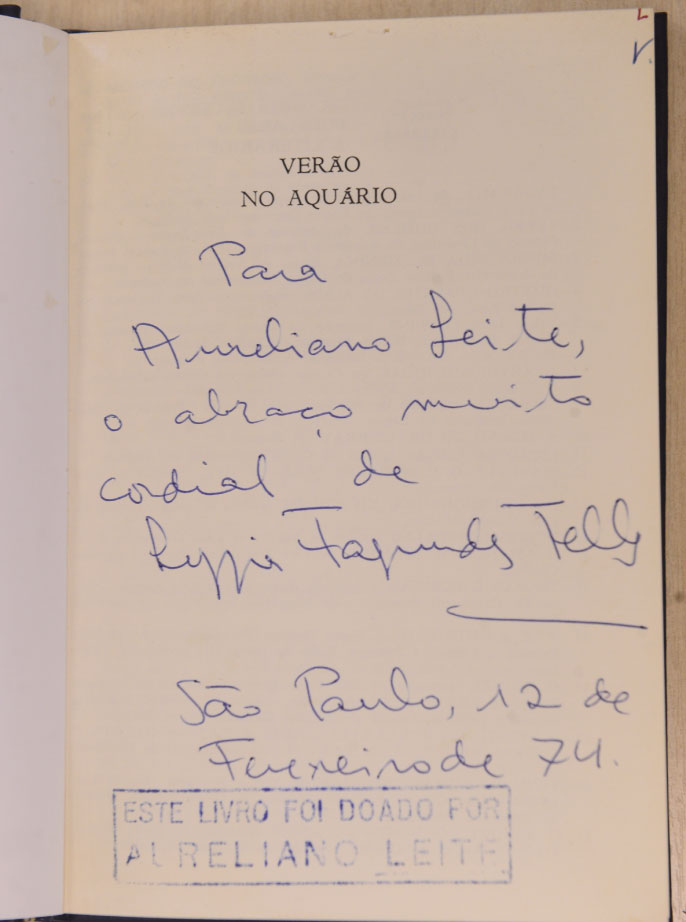 VERÃO
NO AQUÁRIO
Para
Aureliano Leite,
o abraço muito
cordial de
Lygia Fagundes Telles
São Paulo, 12 de
Fevereiro de 74.
ESTE LIVRO FOI DOADO POR
AURELIANO LEITE